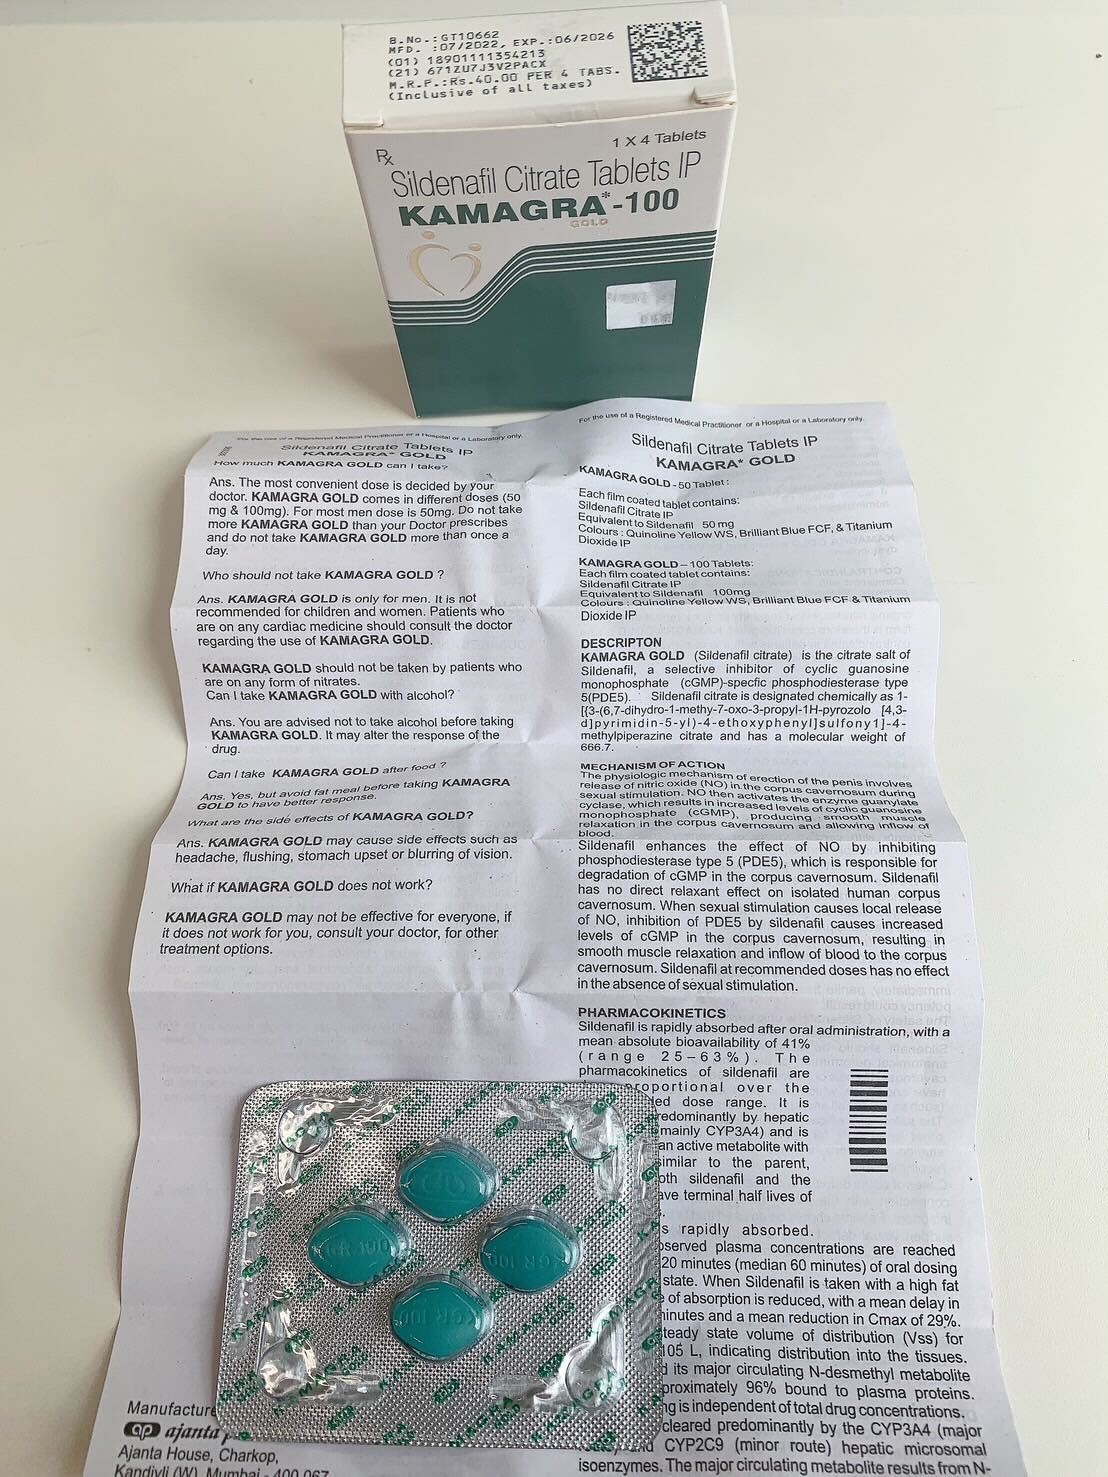 B.No.:GT10662
MFD. :07/2022, EXP.:06/2026
(01) 18901111354213
(21) 671ZU7J3V2PACX
M.R.P.:Rs.40.00 PER 4 TABS.
(Inclusive of all taxes)
1 X 4 Tablets
Rx
Sildenafil Citrate Tablets IP
KAMAGRA*-100
GOLD
For the use of a Registered Medical Practitioner or a Hospital or a Laboratory only.
Sildenafil Citrate Tablets IP
KAMAGRA* GOLD
How much KAMAGRA GOLD can I take?
Ans. The most convenient dose is decided by your
doctor. KAMAGRA GOLD comes in different doses (50
mg & 100mg). For most men dose is 50mg. Do not take
more KAMAGRA GOLD than your Doctor prescribes
and do not take KAMAGRA GOLD more than once a
day.
Who should not take KAMAGRA GOLD ?
Ans. KAMAGRA GOLD is only for men. It is not
recommended for children and women. Patients who
are on any cardiac medicine should consult the doctor
regarding the use of KAMAGRA GOLD.
KAMAGRA GOLD should not be taken by patients who
are on any form of nitrates.
Can I take KAMAGRA GOLD with alcohol?
Ans. You are advised not to take alcohol before taking
KAMAGRA GOLD. It may alter the response of the
drug.
Can I take KAMAGRA GOLD after food ?
Ans. Yes, but avoid fat meal before taking KAMAGRA
GOLD to have better response.
What are the side effects of KAMAGRA GOLD?
Ans. KAMAGRA GOLD may cause side effects such as
headache, flushing, stomach upset or blurring of vision.
What if KAMAGRA GOLD does not work?
KAMAGRA GOLD may not be effective for everyone, if
it does not work for you, consult your doctor, for other
treatment options.
Manufacture
ap ajanta p
Ajanta House, Charkop,
Kandivli (W), Mumbai - 400 067
For the use of a Registered Medical Practitioner or a Hospital or a Laboratory only.
Sildenafil Citrate Tablets IP
KAMAGRA* GOLD
KAMAGRA GOLD - 50 Tablet :
Each film coated tablet contains:
Sildenafil Citrate IP
Equivalent to Sildenafil 50 mg
Colours : Quinoline Yellow WS, Brilliant Blue FCF, & Titanium
Dioxide IP
KAMAGRA GOLD – 100 Tablets:
Each film coated tablet contains:
Sildenafil Citrate IP
Equivalent to Sildenafil 100mg
Colours : Quinoline Yellow WS, Brilliant Blue FCF & Titanium
Dioxide IP
DESCRIPTON
KAMAGRA GOLD (Sildenafil citrate) is the citrate salt of
Sildenafil, a selective inhibitor of cyclic guanosine
monophosphate (cGMP)-specfic phosphodiesterase type
5(PDE5). Sildenafil citrate is designated chemically as 1-
[{3-(6,7-dihydro-1-methy-7-oxo-3-propyl-1H-pyrozolo [4,3-
d]pyrimidin-5-yl)-4-ethoxyphenyl]sulfony1]-4-
methylpiperazine citrate and has a molecular weight of
666.7.
MECHANISM OF ACTION
The physiologic mechanism of erection of the penis involves
release of nitric oxide (NO) in the corpus cavernosum during
sexual stimulation. NO then activates the enzyme guanylate
cyclase, which results in increased levels of cyclic guanosine
monophosphate (cGMP), producing smooth muscle
relaxation in the corpus cavernosum and allowing inflow of
blood.
Sildenafil enhances the effect of NO by inhibiting
phosphodiesterase type 5 (PDE5), which is responsible for
degradation of cGMP in the corpus cavernosum. Sildenafil
has no direct relaxant effect on isolated human corpus
cavernosum. When sexual stimulation causes local release
of NO, inhibition of PDE5 by sildenafil causes increased
levels of cGMP in the corpus cavernosum, resulting in
smooth muscle relaxation and inflow of blood to the corpus
cavernosum. Sildenafil at recommended doses has no effect
in the absence of sexual stimulation.
PHARMACOKINETICS
Sildenafil is rapidly absorbed after oral administration, with a
mean absolute bioavailability of 41%
(range 25–63%). The
pharmacokinetics of sildenafil are
roportional over the
ed dose range. It is
redominantly by hepatic
mainly CYP3A4) and is
an active metabolite with
similar to the parent,
oth sildenafil and the
ave terminal half lives of
s rapidly absorbed.
served plasma concentrations are reached
20 minutes (median 60 minutes) of oral dosing
state. When Sildenafil is taken with a high fat
of absorption is reduced, with a mean delay in
inutes and a mean reduction in Cmax of 29%.
teady state volume of distribution (Vss) for
105 L, indicating distribution into the tissues.
its major circulating N-desmethyl metabolite
proximately 96% bound to plasma proteins.
ng is independent of total drug concentrations.
cleared predominantly by the CYP3A4 (major
nd CYP2C9 (minor route) hepatic microsomal
isoenzymes. The major circulating metabolite results from N-
KGR 100
KGR 100
KGR 100
KAMAGRA
GOLD